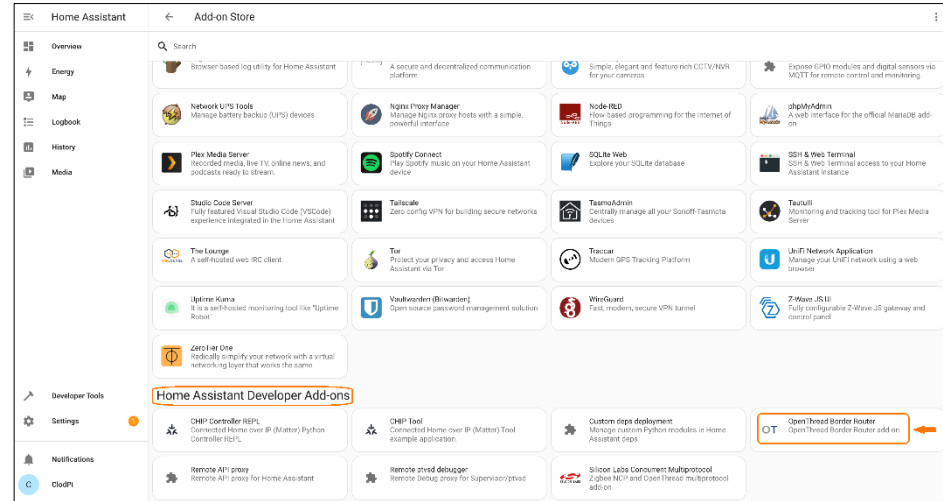 Home Assistant
Add-on Store
Search
Overview
Energy
Map
Logbook
History
Media
Developer Tools
Settings
1
Notifications
C
ClodPi
Browser-based log utility for Home Assistant
A secure and decentralized communication
platform.
Simple, elegant and feature-rich CCTV/NVR
for your cameras
Expose GPIO modules and digital sensors via
MQTT for remote control and monitoring
Network UPS Tools
Manage battery backup (UPS) devices
Nginx Proxy Manager
Manage Nginx proxy hosts with a simple,
powerful interface
Node-RED
Flow-based programming for the Internet of
Things
phpMyAdmin
A web interface for the official MariaDB add-
on
Plex Media Server
Recorded media, live TV, online news, and
podcasts ready to stream.
Spotify Connect
Play Spotify music on your Home Assistant
device
SQLite Web
Explore your SQLite database
SSH & Web Terminal
SSH & Web Terminal access to your Home
Assistant instance
Studio Code Server
Fully featured Visual Studio Code (VSCode)
experience integrated in the Home Assistant
Tailscale
Zero config VPN for building secure networks
TasmoAdmin
Centrally manage all your Sonoff-Tasmota
devices
Tautulli
Monitoring and tracking tool for Plex Media
Server
The Lounge
A self-hosted web IRC client
Tor
Protect your privacy and access Home
Assistant via Tor
Traccar
Modern GPS Tracking Platform
UniFi Network Application
Manage your UniFi network using a web
browser
Uptime Kuma
It is a self-hosted monitoring tool like "Uptime
Robot"
Vaultwarden (Bitwarden)
Open source password management solution
WireGuard
Fast, modern, secure VPN tunnel
Z-Wave JS UI
Fully configurable Z-Wave JS gateway and
control panel
ZeroTier One
Radically simplify your network with a virtual
networking layer that works the same
Home Assistant Developer Add-ons
CHIP Controller REPL
Connected Home over IP (Matter) Python
Controller REPL
CHIP Tool
Connected Home over IP (Matter) Tool
example application.
Custom deps deployment
Manage custom Python modules in Home
Assistant deps
OT
OpenThread Border Router
OpenThread Border Router add-on
Remote API proxy
Remote API proxy for Home Assistant
Remote ptvsd debugger
Remote Debug proxy for Supervisor/ptvsd
Silicon Labs Concurrent Multiprotocol
Zigbee NCP and OpenThread multiprotocol
add-on